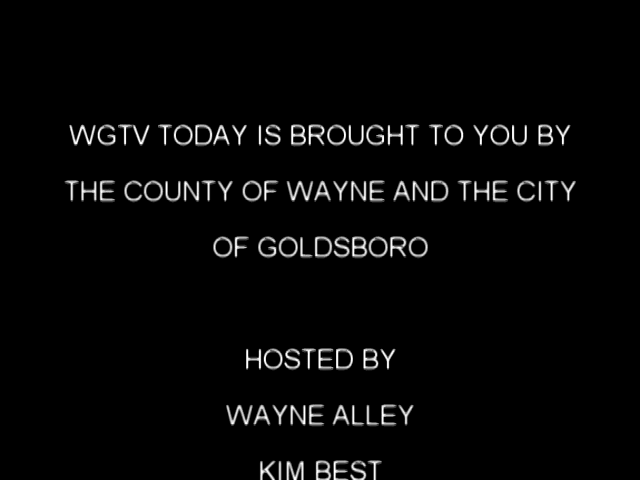 WGTV TODAY IS BROUGHT TO YOU BY
THE COUNTY OF WAYNE AND THE CITY
OF GOLDSBORO
HOSTED BY
WAYNE ALLEY
KIM BEST